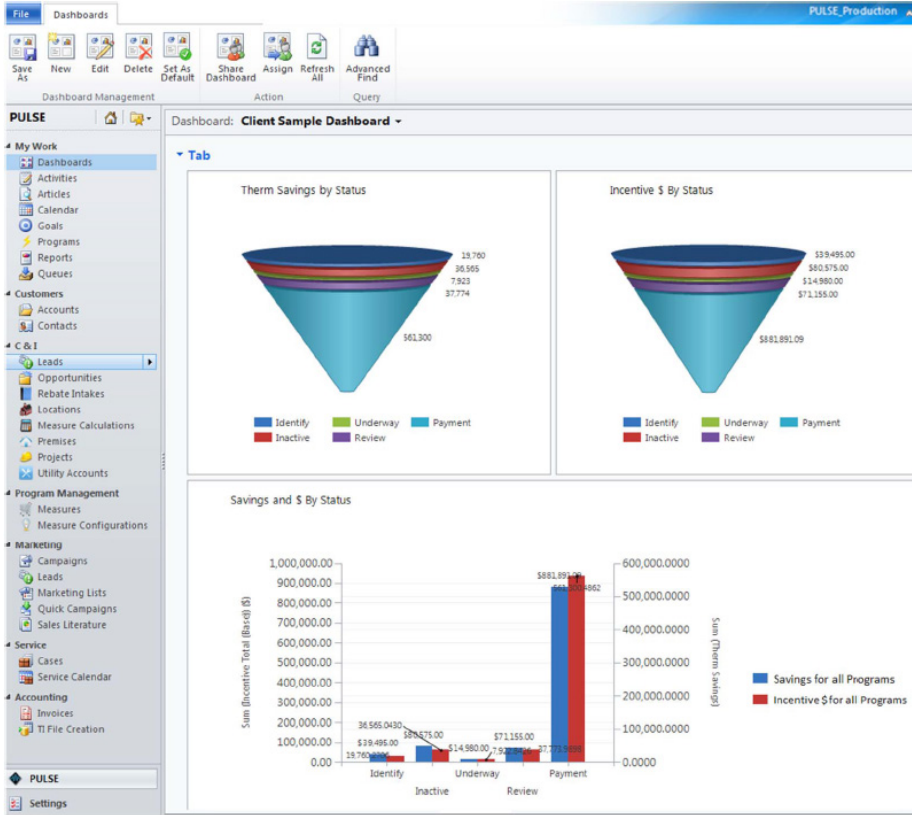 File Dashboards PULSE_Production
Save As New Edit Delete Set As Default Share Dashboard Assign Refresh All Advanced Find
Dashboard Management Action Query
PULSE
Dashboard: Client Sample Dashboard
My Work
Dashboards
Activities
Articles
Calendar
Goals
Programs
Reports
Queues
Customers
Accounts
Contacts
C & I
Leads
Opportunities
Rebate Intakes
Locations
Measure Calculations
Premises
Projects
Utility Accounts
Program Management
Measures
Measure Configurations
Marketing
Campaigns
Leads
Marketing Lists
Quick Campaigns
Sales Literature
Service
Cases
Service Calendar
Accounting
Invoices
TI File Creation
PULSE
Settings
Tab
Therm Savings by Status
19,760
36,565
7,923
37,774
561,300
Identify Underway Payment
Inactive Review
Incentive $ By Status
$39,495.00
$80,575.00
$14,980.00
$71,155.00
$881,891.09
Identify Underway Payment
Inactive Review
Savings and $ By Status
Sum (Incentive Total (Base)) ($)
1,000,000.00
900,000.00
800,000.00
700,000.00
600,000.00
500,000.00
400,000.00
300,000.00
200,000.00
100,000.00
0.00
36,565.0430
$39,495.00
$80,575.00
$14,980.00
$71,155.00
Identify Underway Payment
Inactive Review
600,000.0000
500,000.0000
400,000.0000
300,000.0000
200,000.0000
100,000.0000
0.0000
Sum (Therm Savings)
Savings for all Programs
Incentive $ for all Programs